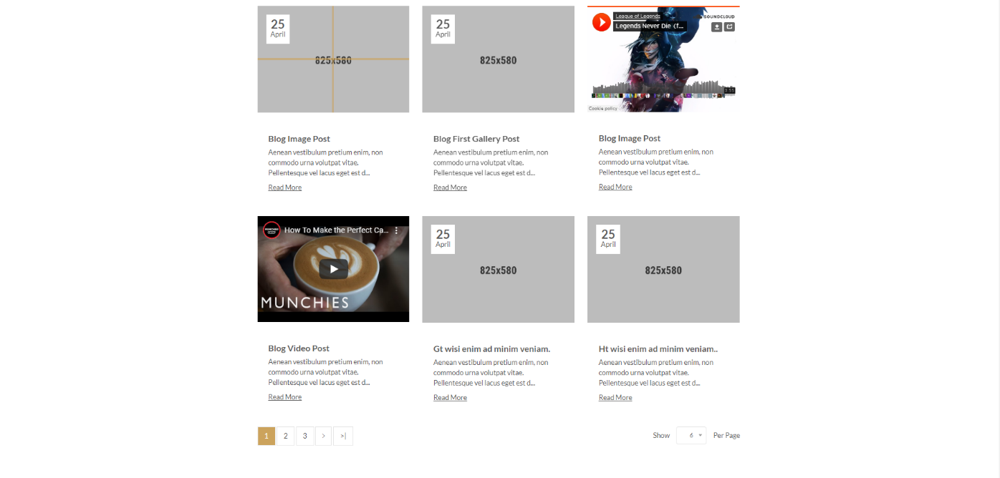 25
April
825x580
25
April
825x580
League of Legends
SOUNDCLOUD
Legends Never Die (f...
3:11
Cookie policy
Blog Image Post
Aenean vestibulum pretium enim, non
commodo urna volutpat vitae.
Pellentesque vel lacus eget est d...
Read More
Blog First Gallery Post
Aenean vestibulum pretium enim, non
commodo urna volutpat vitae.
Pellentesque vel lacus eget est d...
Read More
Blog Image Post
Aenean vestibulum pretium enim, non
commodo urna volutpat vitae.
Pellentesque vel lacus eget est d...
Read More
MUNCHIES
How To Make the Perfect Ca...
MUNCHIES
25
April
825x580
25
April
825x580
Blog Video Post
Aenean vestibulum pretium enim, non
commodo urna volutpat vitae.
Pellentesque vel lacus eget est d...
Read More
Gt wisi enim ad minim veniam.
Aenean vestibulum pretium enim, non
commodo urna volutpat vitae.
Pellentesque vel lacus eget est d...
Read More
Ht wisi enim ad minim veniam..
Aenean vestibulum pretium enim, non
commodo urna volutpat vitae.
Pellentesque vel lacus eget est d...
Read More
1 2 3 > >|
Show 6 Per Page